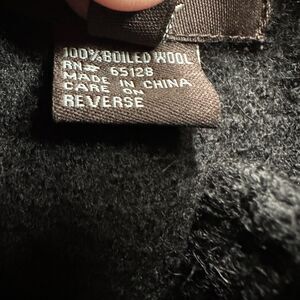 100% BOILED WOOL
RN# 65128
MADE IN CHINA
CARE ON
REVERSE